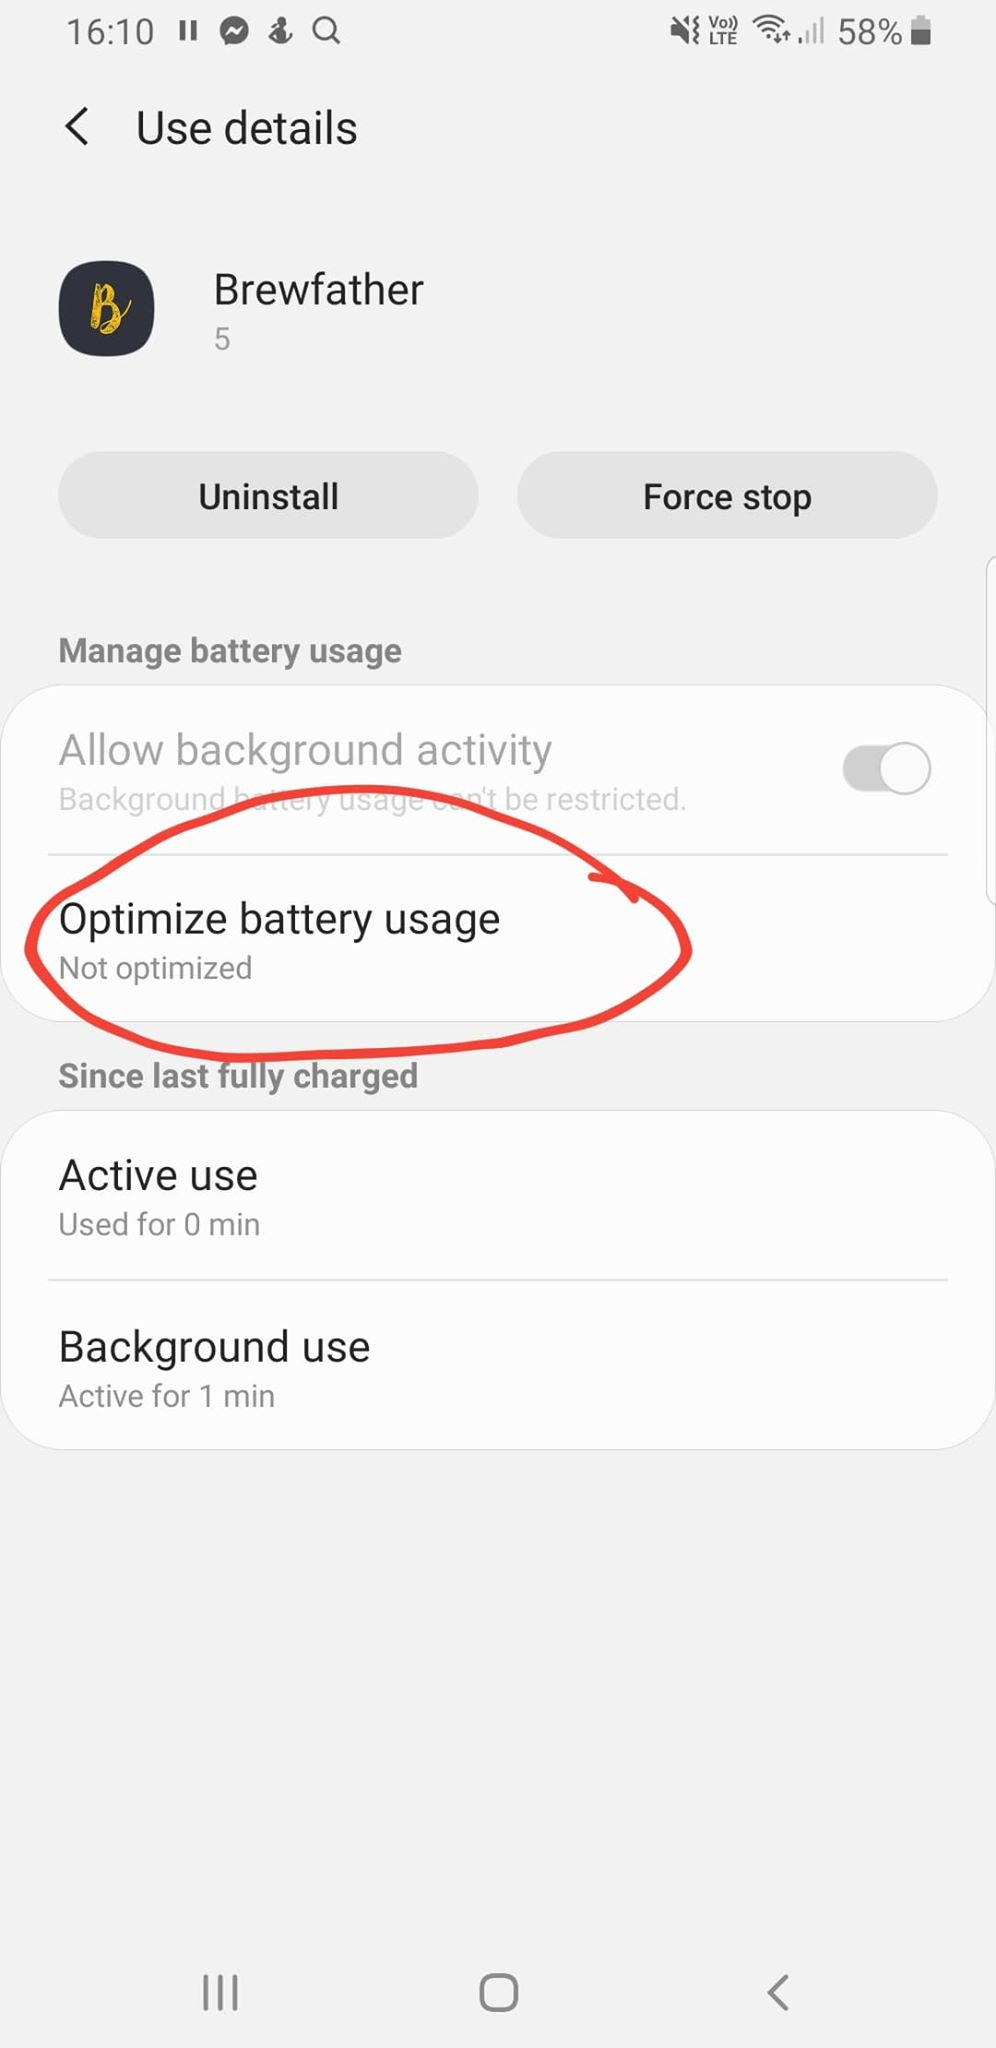 16:10 Vo)) LTE 58%
Use details
B
Brewfather
5
Uninstall Force stop
Manage battery usage
Allow background activity
Background battery usage can't be restricted.
Optimize battery usage
Not optimized
Since last fully charged
Active use
Used for 0 min
Background use
Active for 1 min